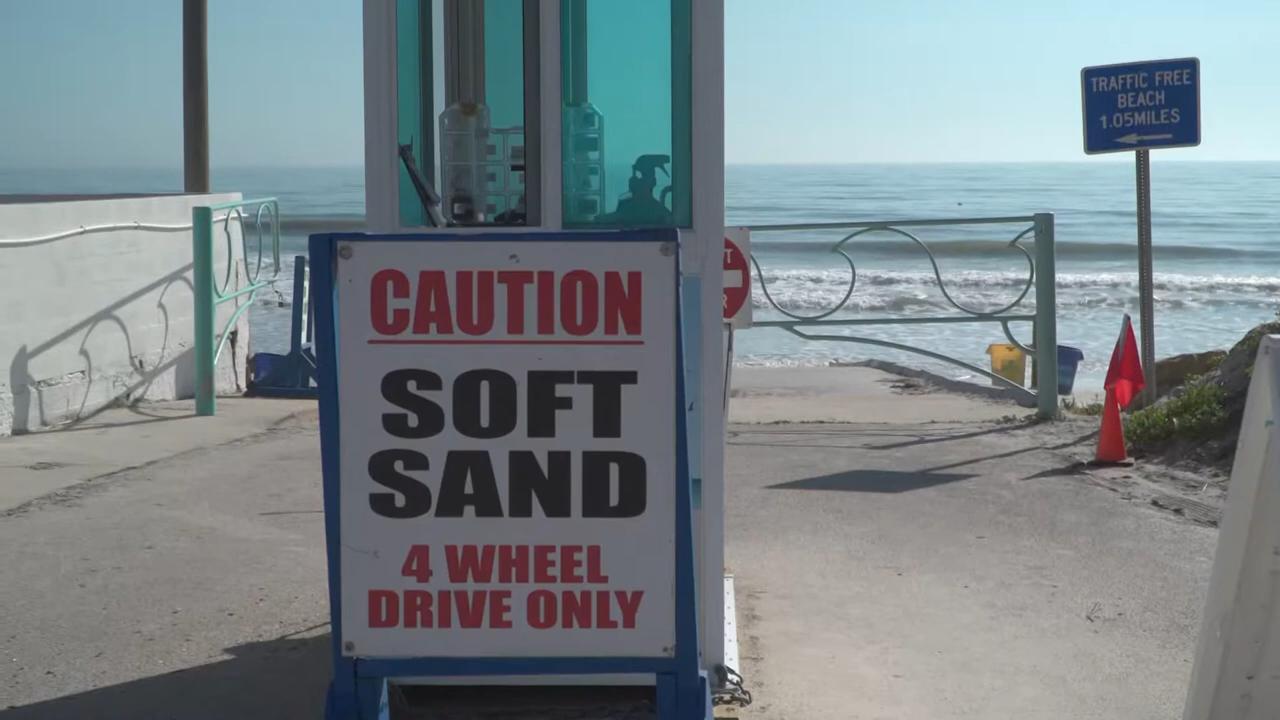 CAUTION
SOFT
SAND
4 WHEEL
DRIVE ONLY
TRAFFIC FREE
BEACH
1.05MILES